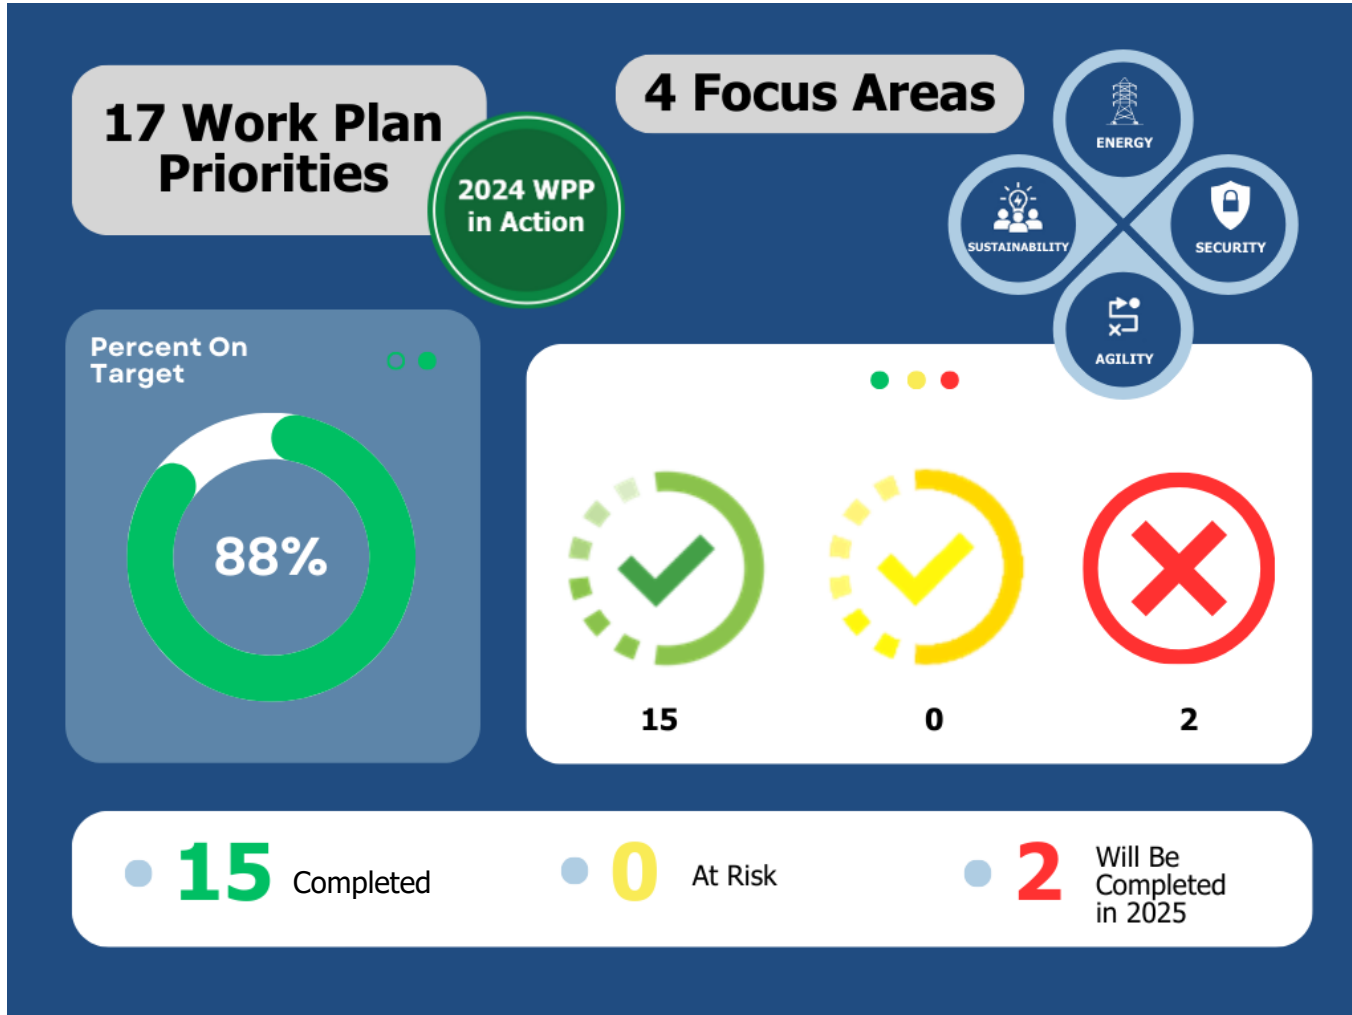 17 Work Plan
Priorities
2024 WPP
in Action
4 Focus Areas
ENERGY
SUSTAINABILITY
SECURITY
AGILITY
Percent On
Target
88%
15
0
2
15 Completed
0 At Risk
2 Will Be
Completed
in 2025